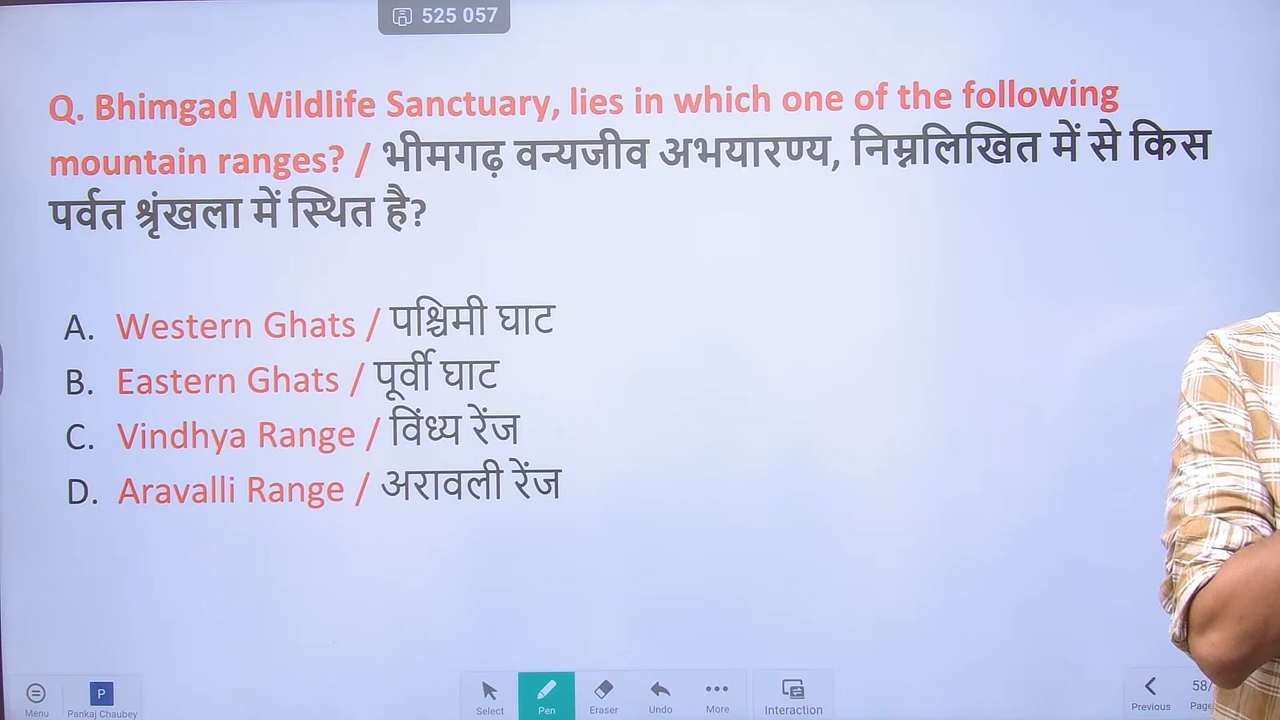 525 057
Q. Bhimgad Wildlife Sanctuary, lies in which one of the following
mountain ranges? / भीमगढ़ वन्यजीव अभयारण्य, निम्नलिखित में से किस
पर्वत श्रृंखला में स्थित है?
A. Western Ghats / पश्चिमी घाट
B. Eastern Ghats / पूर्वी घाट
C. Vindhya Range / विंध्य रेंज
D. Aravalli Range / अरावली रेंज
Menu
P
Pankaj Chaubey
Select
Pen
Eraser
Undo
More
Interaction
Previous
58/
Page